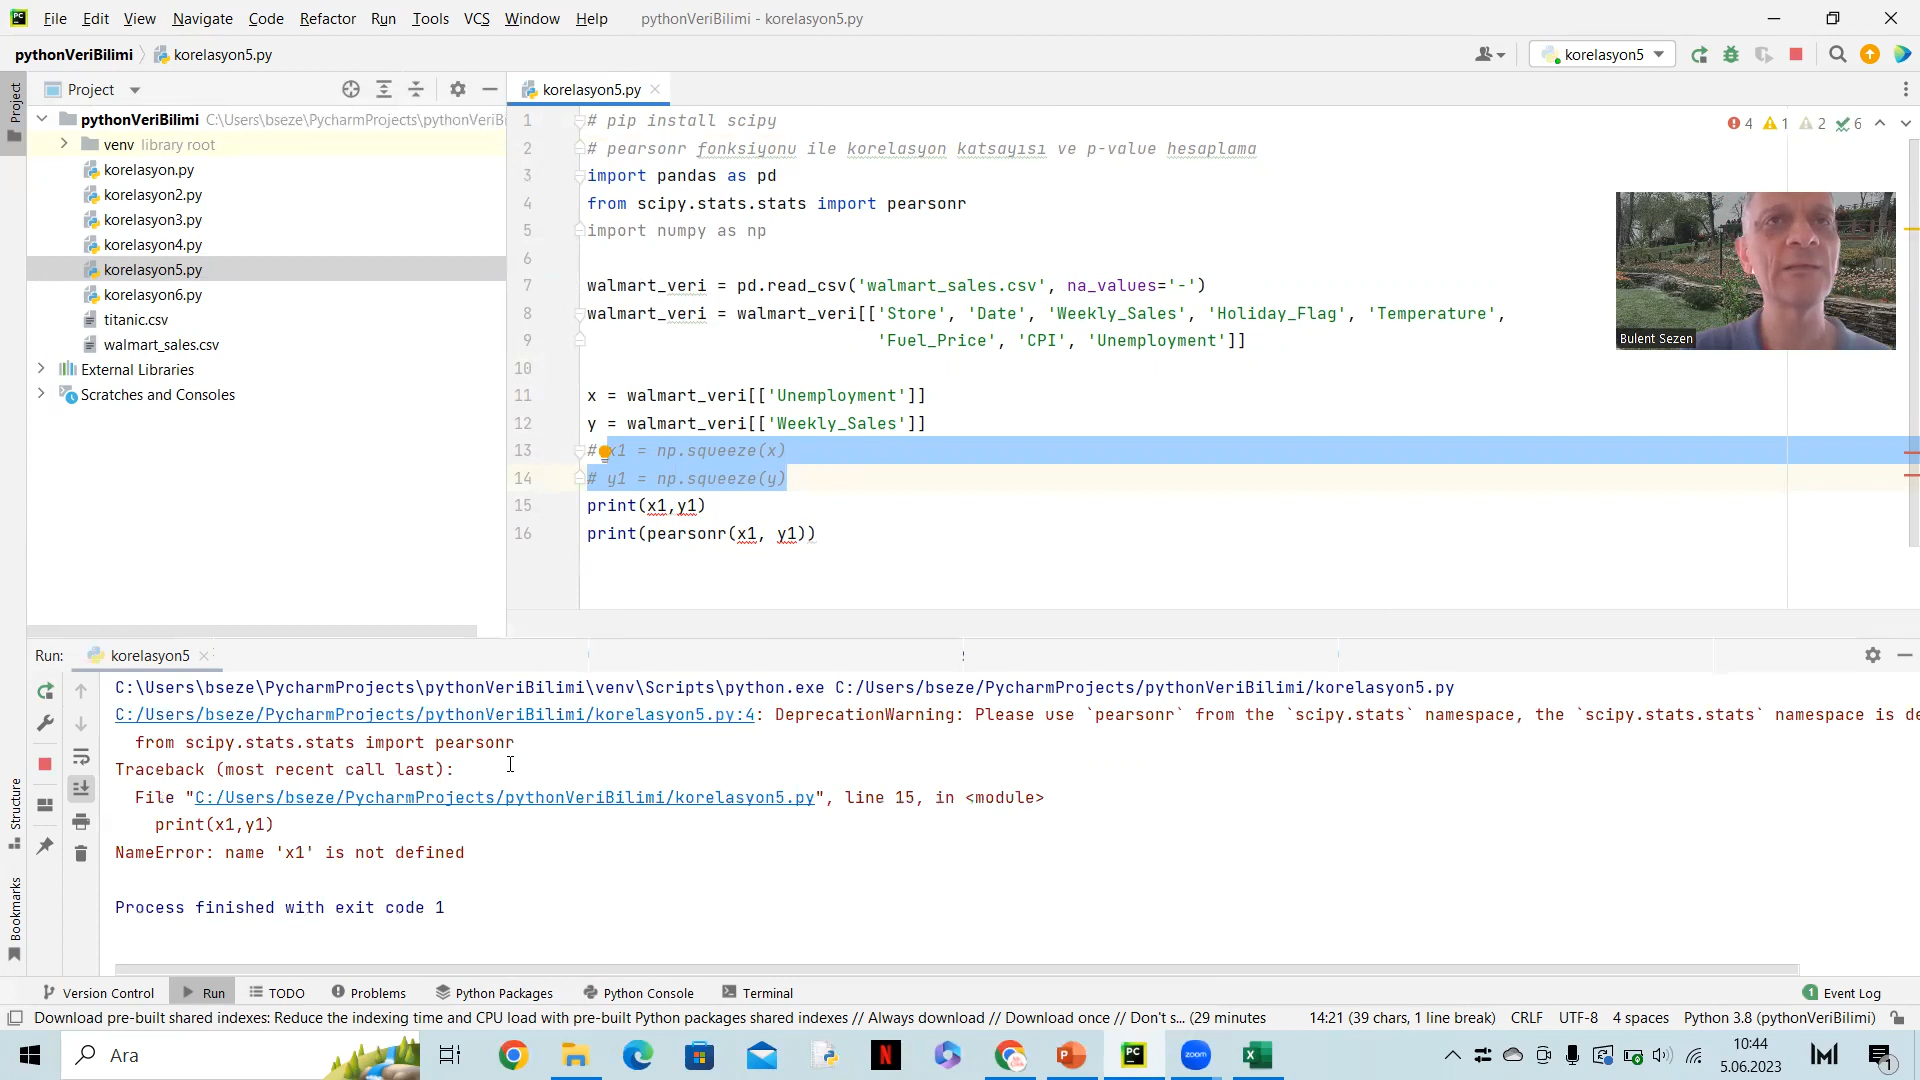 File Edit View Navigate Code Refactor Run Tools VCS Window Help pythonVeriBilimi - korelasyon5.py
pythonVeriBilimi korelasyon5.py korelasyon5
Project
Project
korelasyon5.py
pythonVeriBilimi C:\Users\bseze\PycharmProjects\pythonVeriB
venv library root
korelasyon.py
korelasyon2.py
korelasyon3.py
korelasyon4.py
korelasyon5.py
korelasyon6.py
titanic.csv
walmart_sales.csv
External Libraries
Scratches and Consoles
4 1 2 6
1 # pip install scipy
2 # pearsonr fonksiyonu ile korelasyon katsayısı ve p-value hesaplama
3 import pandas as pd
4 from scipy.stats.stats import pearsonr
5 import numpy as np
6
7 walmart_veri = pd.read_csv('walmart_sales.csv', na_values='-')
8 walmart_veri = walmart_veri[['Store', 'Date', 'Weekly_Sales', 'Holiday_Flag', 'Temperature',
9 'Fuel_Price', 'CPI', 'Unemployment']]
10
11 x = walmart_veri[['Unemployment']]
12 y = walmart_veri[['Weekly_Sales']]
13 # x1 = np.squeeze(x)
14 # y1 = np.squeeze(y)
15 print(x1,y1)
16 print(pearsonr(x1, y1))
Bulent Sezen
Run: korelasyon5
C:\Users\bseze\PycharmProjects\pythonVeriBilimi\venv\Scripts\python.exe C:/Users/bseze/PycharmProjects/pythonVeriBilimi/korelasyon5.py
C:/Users/bseze/PycharmProjects/pythonVeriBilimi/korelasyon5.py:4: DeprecationWarning: Please use `pearsonr` from the `scipy.stats` namespace, the `scipy.stats.stats` namespace is de
from scipy.stats.stats import pearsonr
Traceback (most recent call last):
File "C:/Users/bseze/PycharmProjects/pythonVeriBilimi/korelasyon5.py", line 15, in <module>
print(x1,y1)
NameError: name 'x1' is not defined
Process finished with exit code 1
Structure
Bookmarks
Version Control Run TODO Problems Python Packages Python Console Terminal 1 Event Log
Download pre-built shared indexes: Reduce the indexing time and CPU load with pre-built Python packages shared indexes // Always download // Download once // Don't s... (29 minutes 14:21 (39 chars, 1 line break) CRLF UTF-8 4 spaces Python 3.8 (pythonVeriBilimi)
Ara
10:44
5.06.2023
1